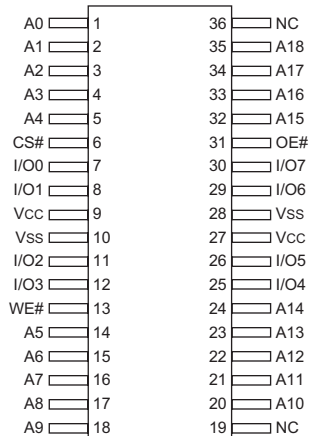 A0 1 36 NC
A1 2 35 A18
A2 3 34 A17
A3 4 33 A16
A4 5 32 A15
CS# 6 31 OE#
I/O0 7 30 I/O7
I/O1 8 29 I/O6
VCC 9 28 VSS
VSS 10 27 VCC
I/O2 11 26 I/O5
I/O3 12 25 I/O4
WE# 13 24 A14
A5 14 23 A13
A6 15 22 A12
A7 16 21 A11
A8 17 20 A10
A9 18 19 NC